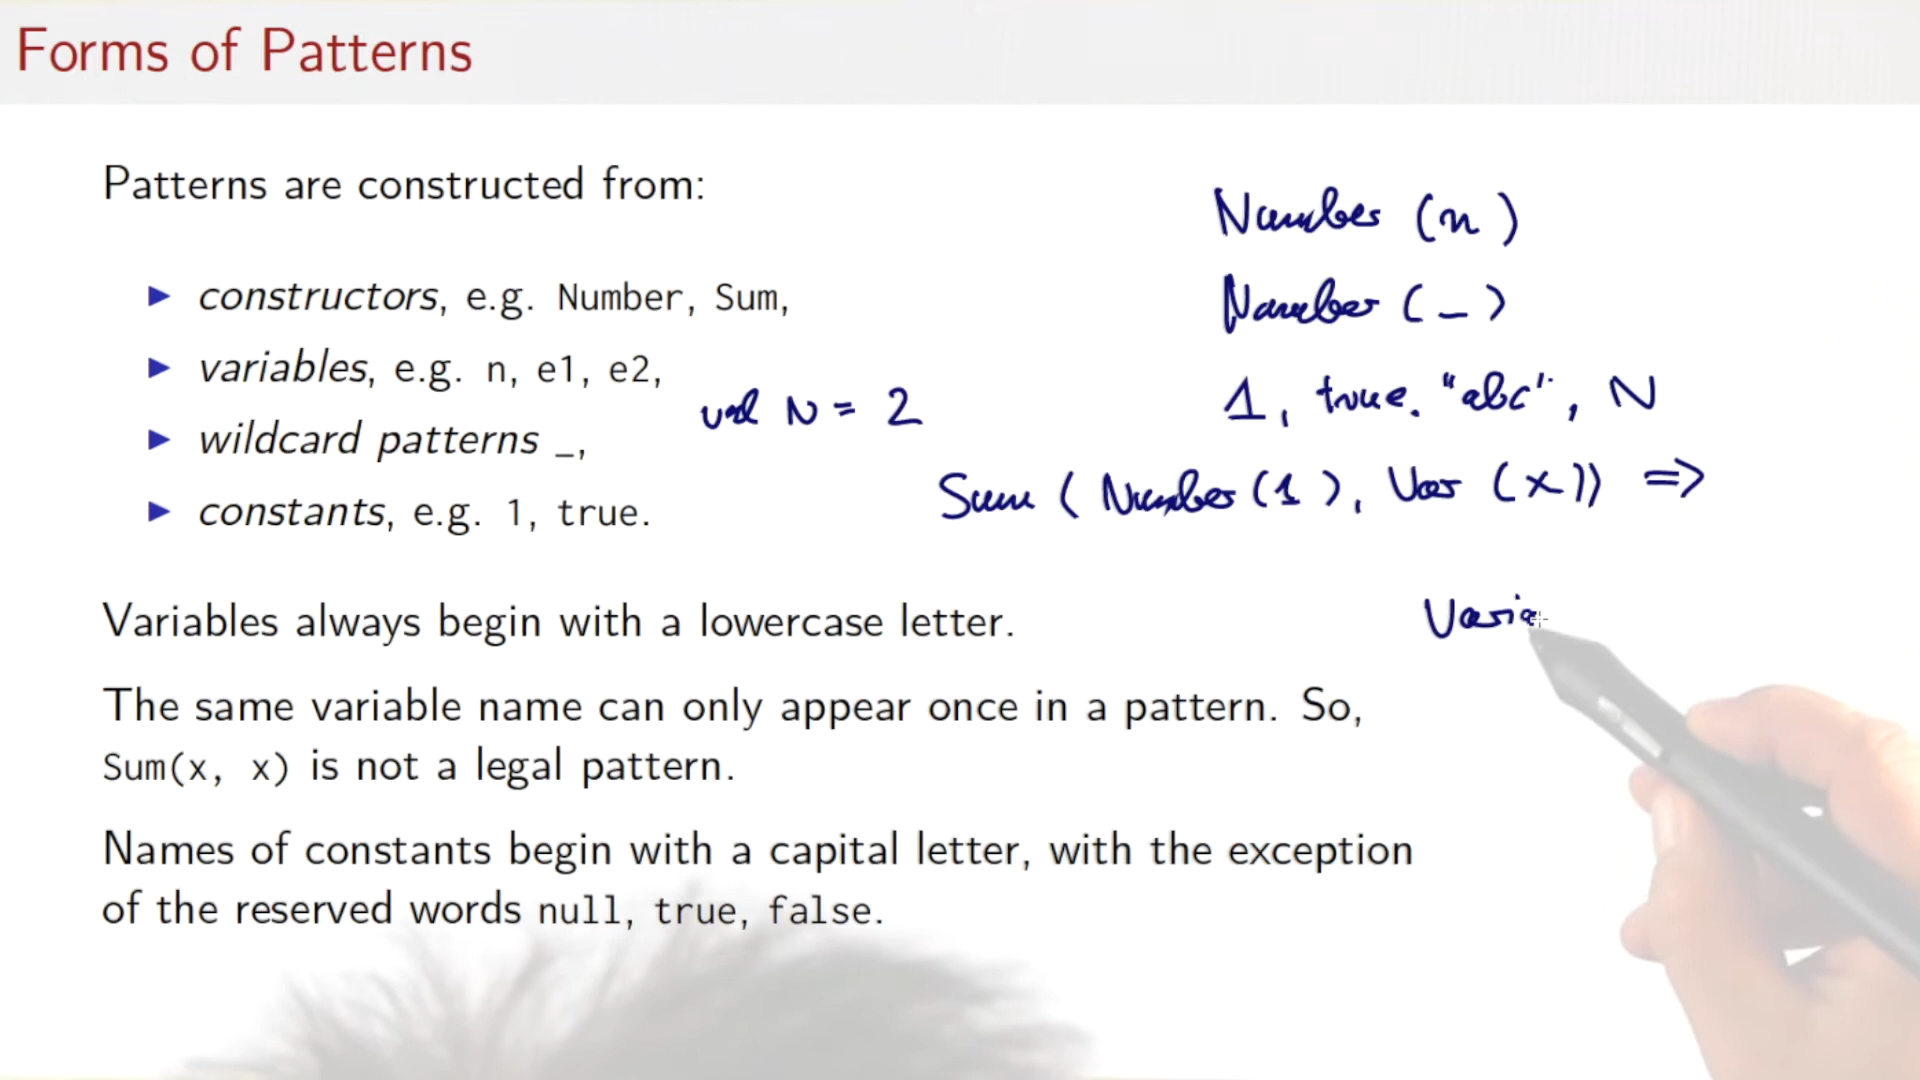 Forms of Patterns
Patterns are constructed from:
▶ constructors, e.g. Number, Sum,
▶ variables, e.g. n, e1, e2,
▶ wildcard patterns _,
▶ constants, e.g. 1, true.
Number (n)
Number (_)
val N = 2
1, true. "abc", N
Sum ( Number (1), Var (x)) =>
Varia
Variables always begin with a lowercase letter.
The same variable name can only appear once in a pattern. So,
Sum(x, x) is not a legal pattern.
Names of constants begin with a capital letter, with the exception
of the reserved words null, true, false.